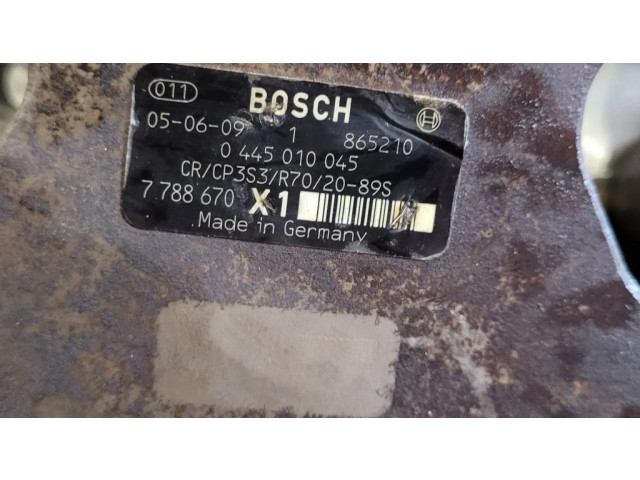 011 BOSCH
05-06-09 1 865210
0 445 010 045
CR/CP3S3/R70/20-89S
7 788 670 X1
Made in Germany